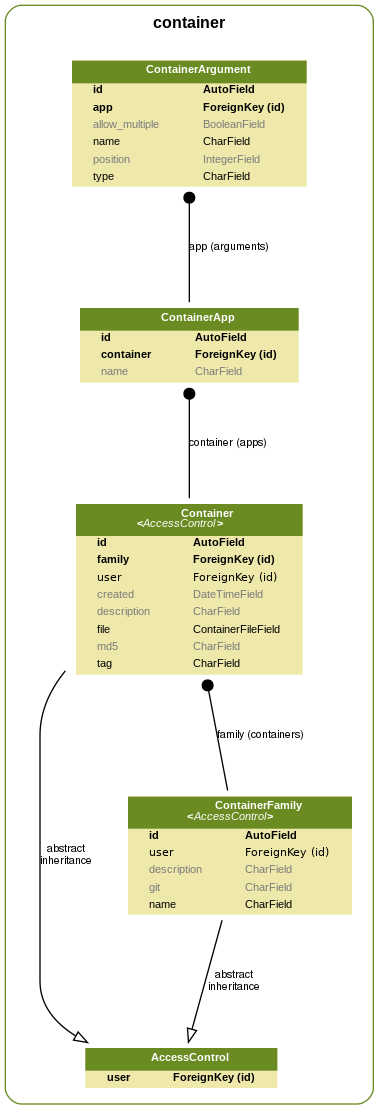 container
ContainerArgument
id AutoField
app ForeignKey (id)
allow_multiple BooleanField
name CharField
position IntegerField
type CharField
app (arguments)
ContainerApp
id AutoField
container ForeignKey (id)
name CharField
container (apps)
Container
<AccessControl>
id AutoField
family ForeignKey (id)
user ForeignKey (id)
created DateTimeField
description CharField
file ContainerFileField
md5 CharField
tag CharField
family (containers)
ContainerFamily
<AccessControl>
id AutoField
user ForeignKey (id)
description CharField
git CharField
name CharField
abstract
inheritance
abstract
inheritance
AccessControl
user ForeignKey (id)